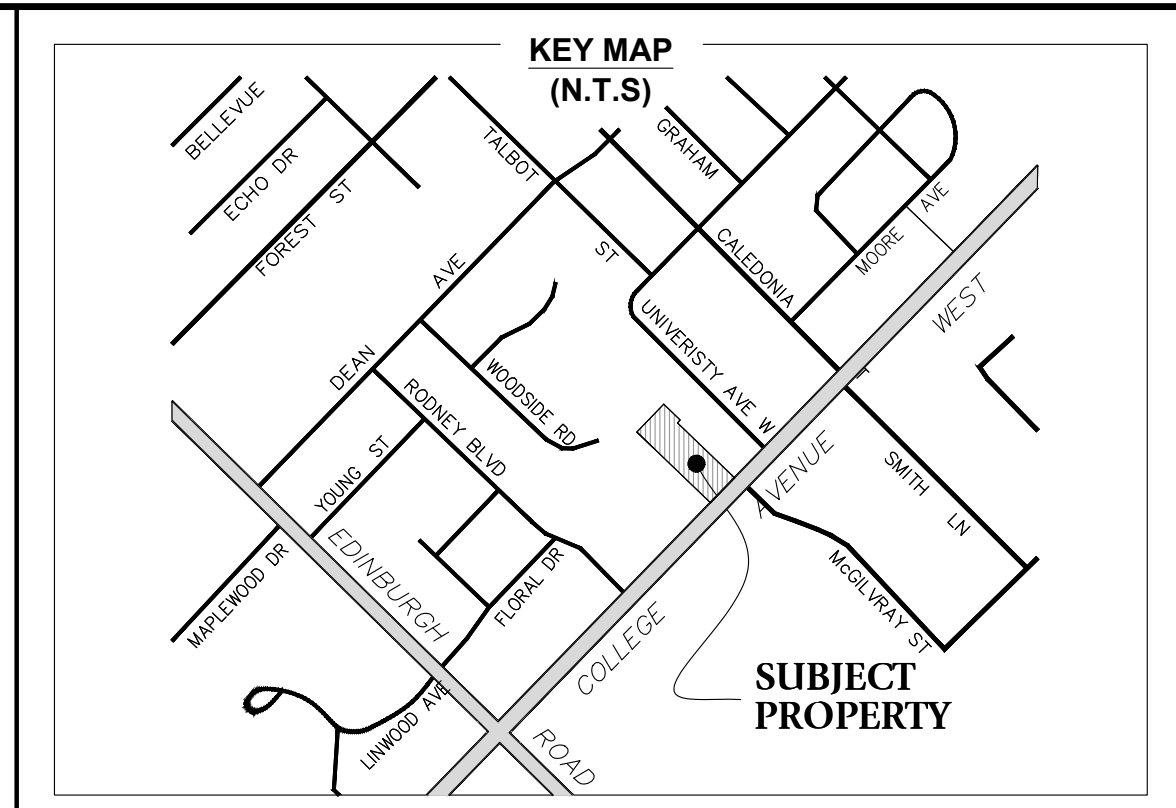 KEY MAP
(N.T.S)
BELLEVUE
ECHO DR
FOREST ST
TALBOT ST
GRAHAM
CALEDONIA
MOORE AVE
COLLEGE AVENUE WEST
DEAN AVE
WOODSIDE RD
UNIVERISTY AVE W
RODNEY BLVD
YOUNG ST
EDINBURGH ROAD
MAPLEWOOD DR
FLORAL DR
LINWOOD AVE
SMITH LN
McGILVRAY ST
SUBJECT
PROPERTY